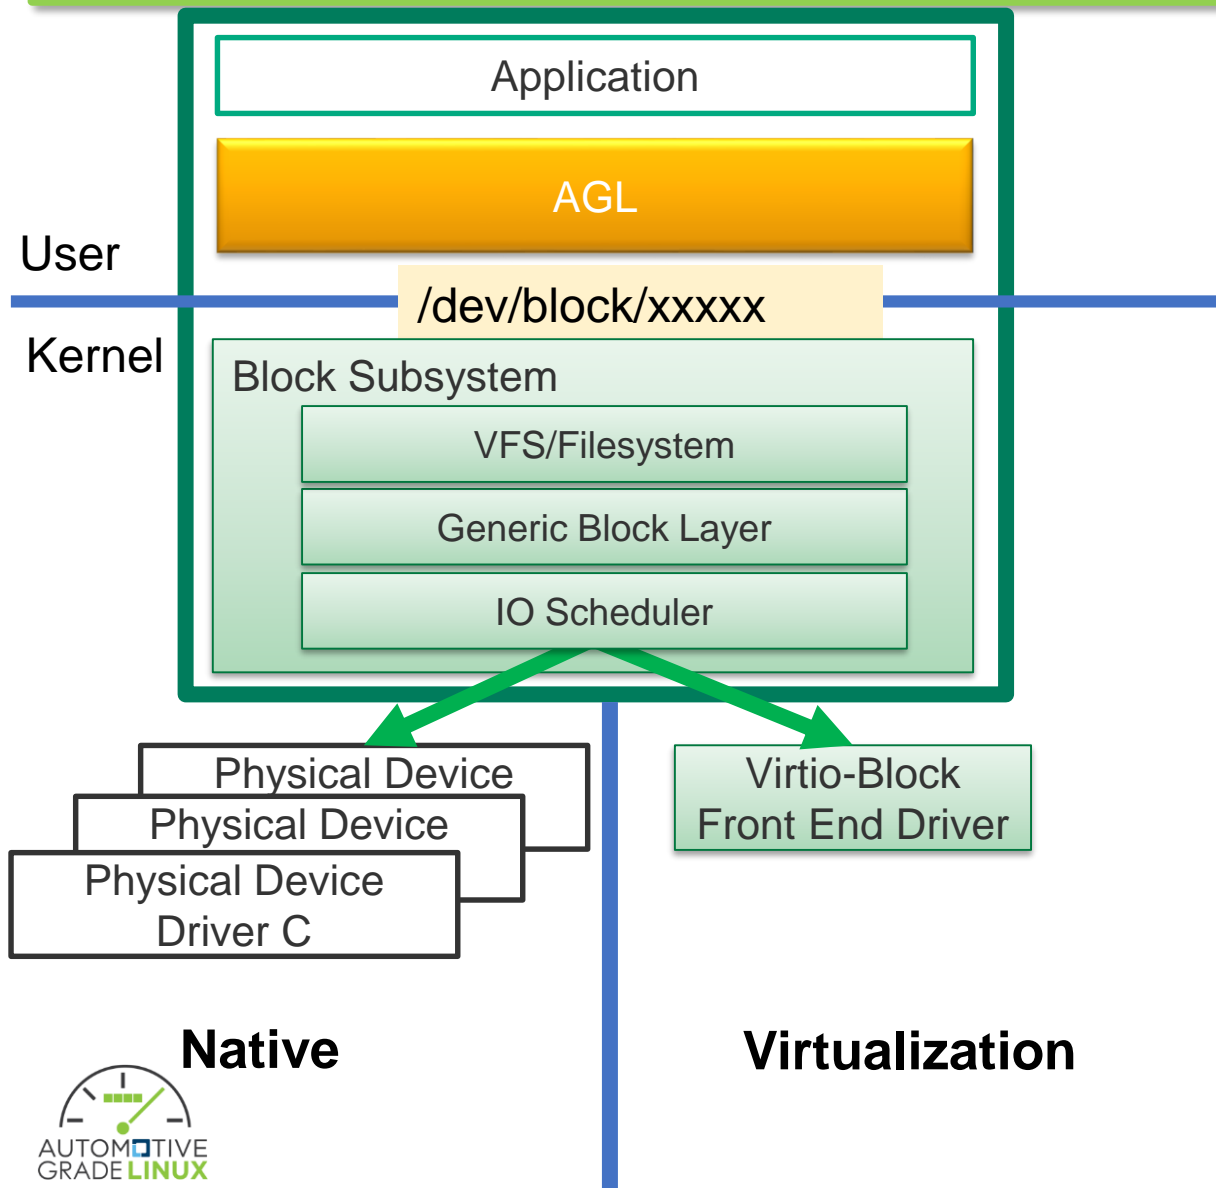 Application
AGL
User
/dev/block/xxxxx
Kernel
Block Subsystem
VFS/Filesystem
Generic Block Layer
IO Scheduler
Physical Device
Physical Device
Physical Device
Driver C
Virtio-Block
Front End Driver
Native
Virtualization
AUTOMOTIVE
GRADE LINUX